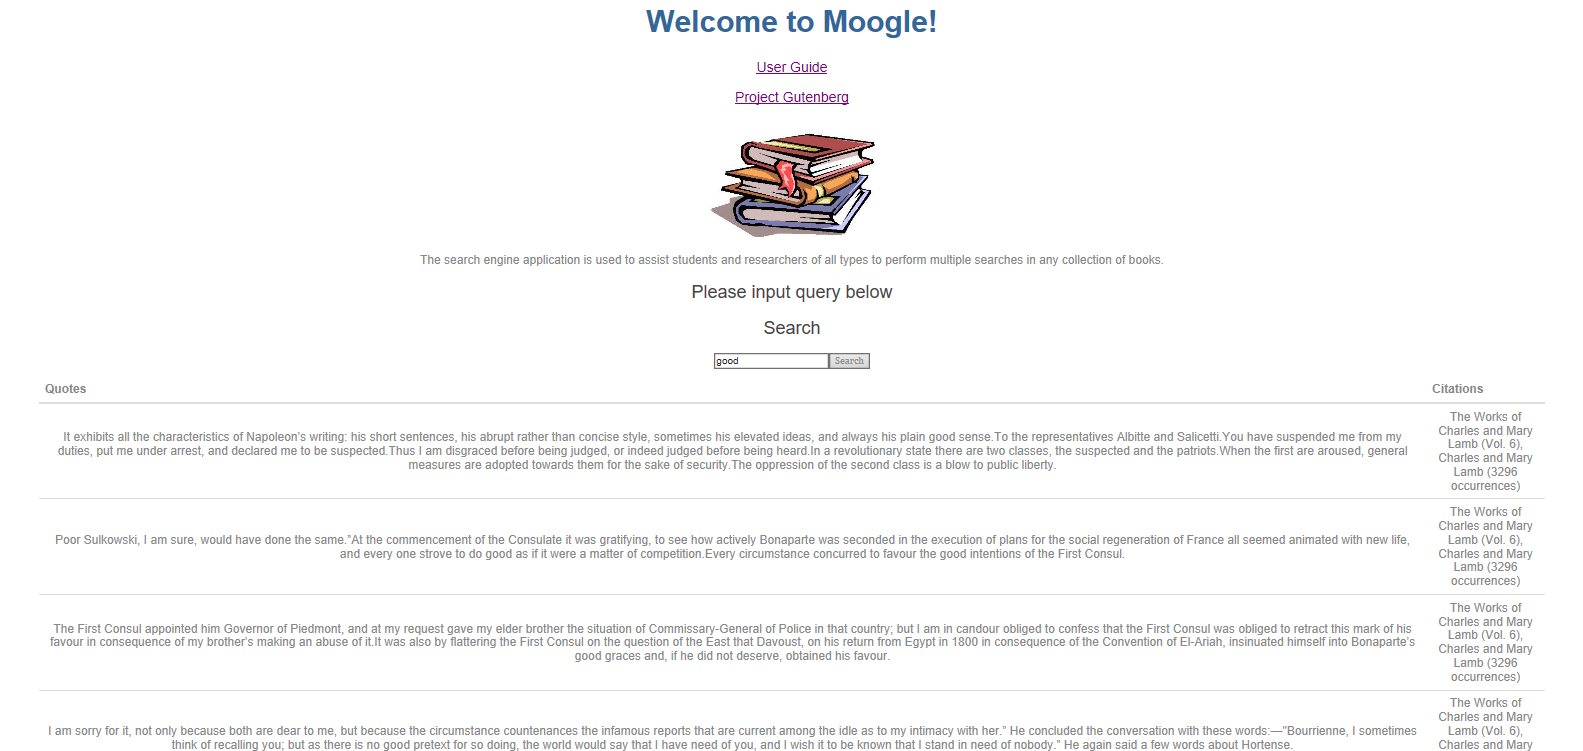 Welcome to Moogle!
User Guide
Project Gutenberg
The search engine application is used to assist students and researchers of all types to perform multiple searches in any collection of books.
Please input query below
Search
good Search
Quotes Citations
It exhibits all the characteristics of Napoleon's writing: his short sentences, his abrupt rather than concise style, sometimes his elevated ideas, and always his plain good sense.To the representatives Albitte and Salicetti.You have suspended me from my
duties, put me under arrest, and declared me to be suspected.Thus I am disgraced before being judged, or indeed judged before being heard.In a revolutionary state there are two classes, the suspected and the patriots.When the first are aroused, general
measures are adopted towards them for the sake of security.The oppression of the second class is a blow to public liberty.
The Works of
Charles and Mary
Lamb (Vol. 6),
Charles and Mary
Lamb (3296
occurrences)
Poor Sulkowski, I am sure, would have done the same."At the commencement of the Consulate it was gratifying, to see how actively Bonaparte was seconded in the execution of plans for the social regeneration of France all seemed animated with new life,
and every one strove to do good as if it were a matter of competition.Every circumstance concurred to favour the good intentions of the First Consul.
The Works of
Charles and Mary
Lamb (Vol. 6),
Charles and Mary
Lamb (3296
occurrences)
The First Consul appointed him Governor of Piedmont, and at my request gave my elder brother the situation of Commissary-General of Police in that country; but I am in candour obliged to confess that the First Consul was obliged to retract this mark of his
favour in consequence of my brother's making an abuse of it.It was also by flattering the First Consul on the question of the East that Davoust, on his return from Egypt in 1800 in consequence of the Convention of El-Ariah, insinuated himself into Bonaparte's
good graces and, if he did not deserve, obtained his favour.
The Works of
Charles and Mary
Lamb (Vol. 6),
Charles and Mary
Lamb (3296
occurrences)
I am sorry for it, not only because both are dear to me, but because the circumstance countenances the infamous reports that are current among the idle as to my intimacy with her." He concluded the conversation with these words:—"Bourrienne, I sometimes
think of recalling you; but as there is no good pretext for so doing, the world would say that I have need of you, and I wish it to be known that I stand in need of nobody." He again said a few words about Hortense.
The Works of
Charles and Mary
Lamb (Vol. 6),
Charles and Mary